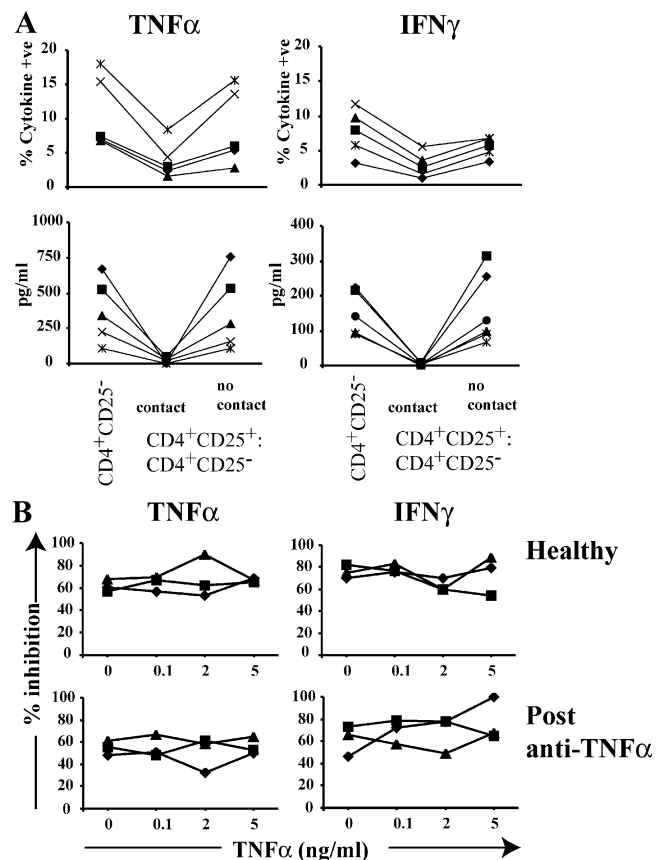 A
TNFα
IFNγ
% Cytokine +ve
20
15
10
5
0
% Cytokine +ve
20
15
10
5
0
pg/ml
1000
750
500
250
0
pg/ml
400
300
200
100
0
CD4+CD25-
contact
no
contact
CD4+CD25+:
CD4+CD25-
CD4+CD25-
contact
no
contact
CD4+CD25+:
CD4+CD25-
B
TNFα
IFNγ
% inhibition
100
80
60
40
20
0
0 0.1 2 5
100
80
60
40
20
0
0 0.1 2 5
Healthy
100
80
60
40
20
0
0 0.1 2 5
100
80
60
40
20
0
0 0.1 2 5
Post
anti-TNFα
TNFα (ng/ml)